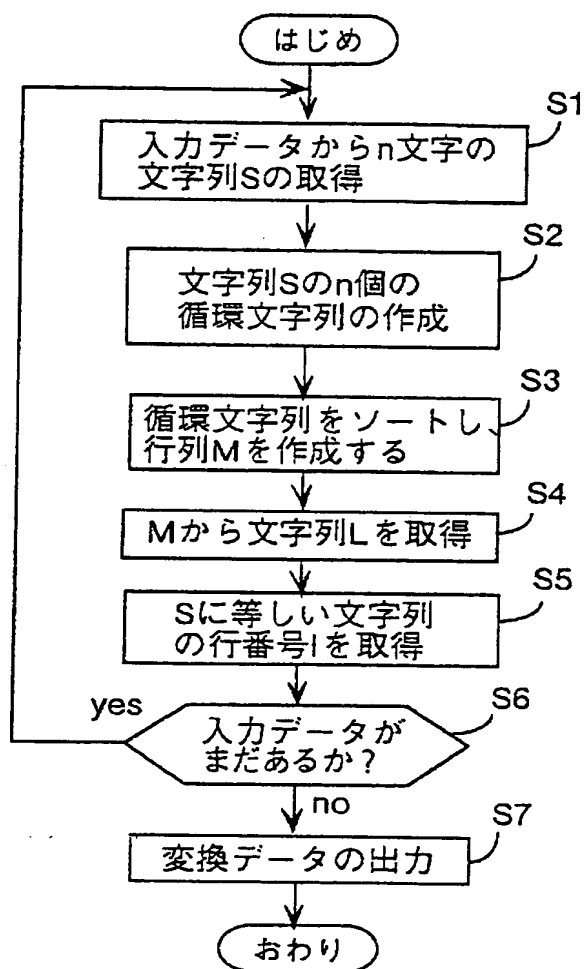 はじめ
S1
入力データからn文字の
文字列Sの取得
S2
文字列Sのn個の
循環文字列の作成
S3
循環文字列をソートし、
行列Mを作成する
S4
Mから文字列Lを取得
S5
Sに等しい文字列
の行番号Iを取得
yes
S6
入力データが
まだあるか?
no
S7
変換データの出力
おわり